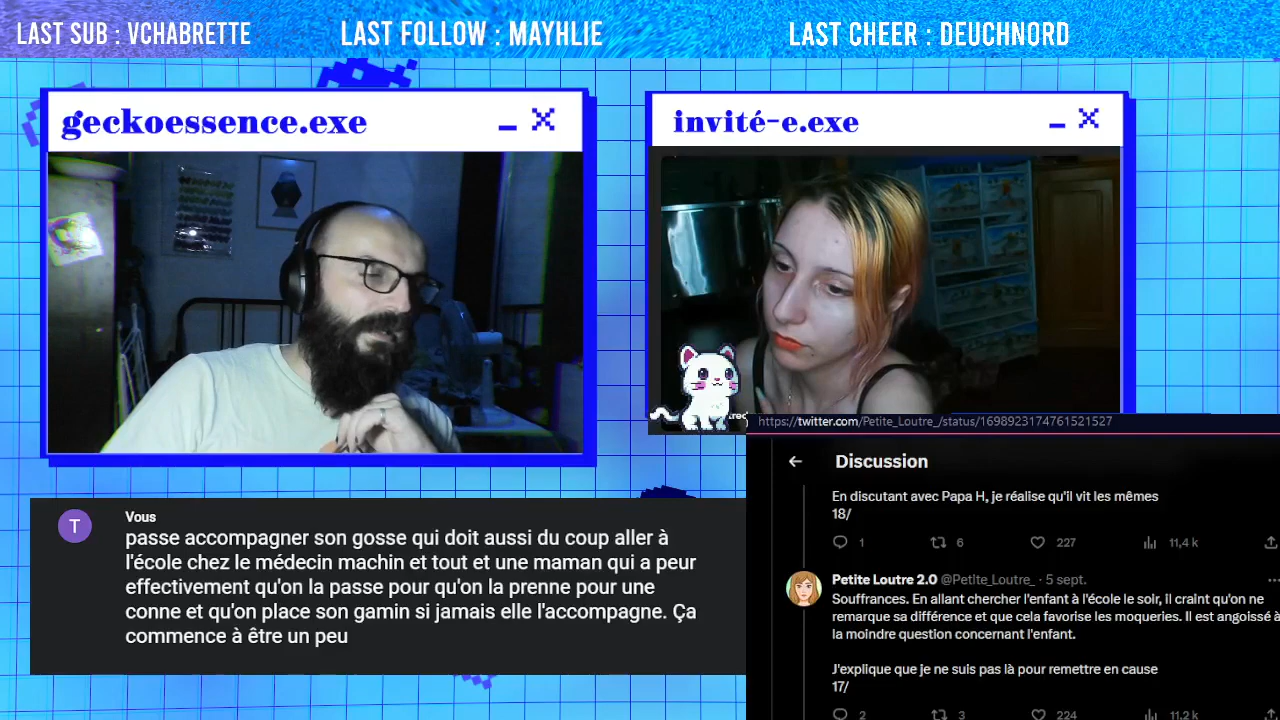 LAST SUB : VCHABRETTE
LAST FOLLOW : MAYHLIE
LAST CHEER : DEUCHNORD
geckoessence.exe
invité-e.exe
https://twitter.com/Petite_Loutre_/status/1698923174761521527
Discussion
En discutant avec Papa H, je réalise qu'il vit les mêmes
18/
1 6 227 11,4 k
Petite Loutre 2.0 @Petite_Loutre_ · 5 sept.
Souffrances. En allant chercher l'enfant à l'école le soir, il craint qu'on ne
remarque sa différence et que cela favorise les moqueries. Il est angoissé à
la moindre question concernant l'enfant.
J'explique que je ne suis pas là pour remettre en cause
17/
2 3 224 11,2 k
T
Vous
passe accompagner son gosse qui doit aussi du coup aller à
l'école chez le médecin machin et tout et une maman qui a peur
effectivement qu'on la passe pour qu'on la prenne pour une
conne et qu'on place son gamin si jamais elle l'accompagne. Ça
commence à être un peu